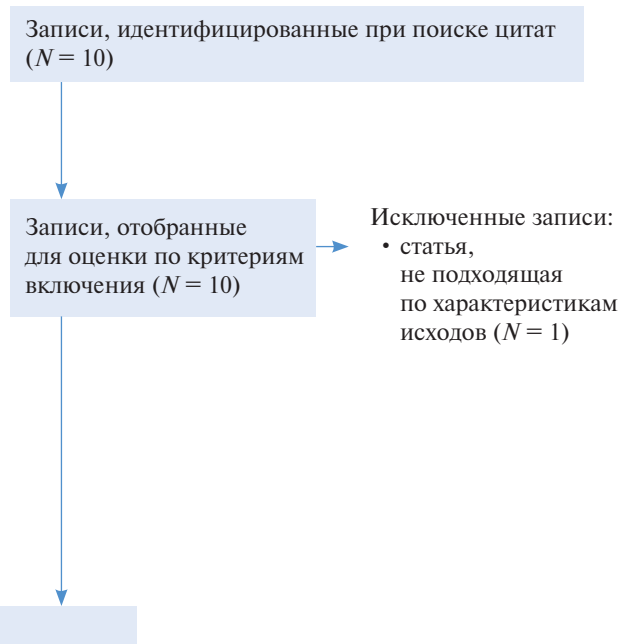 Записи, идентифицированные при поиске цитат
(N = 10)
Записи, отобранные
для оценки по критериям
включения (N = 10)
Исключенные записи:
• статья,
не подходящая
по характеристикам
исходов (N = 1)